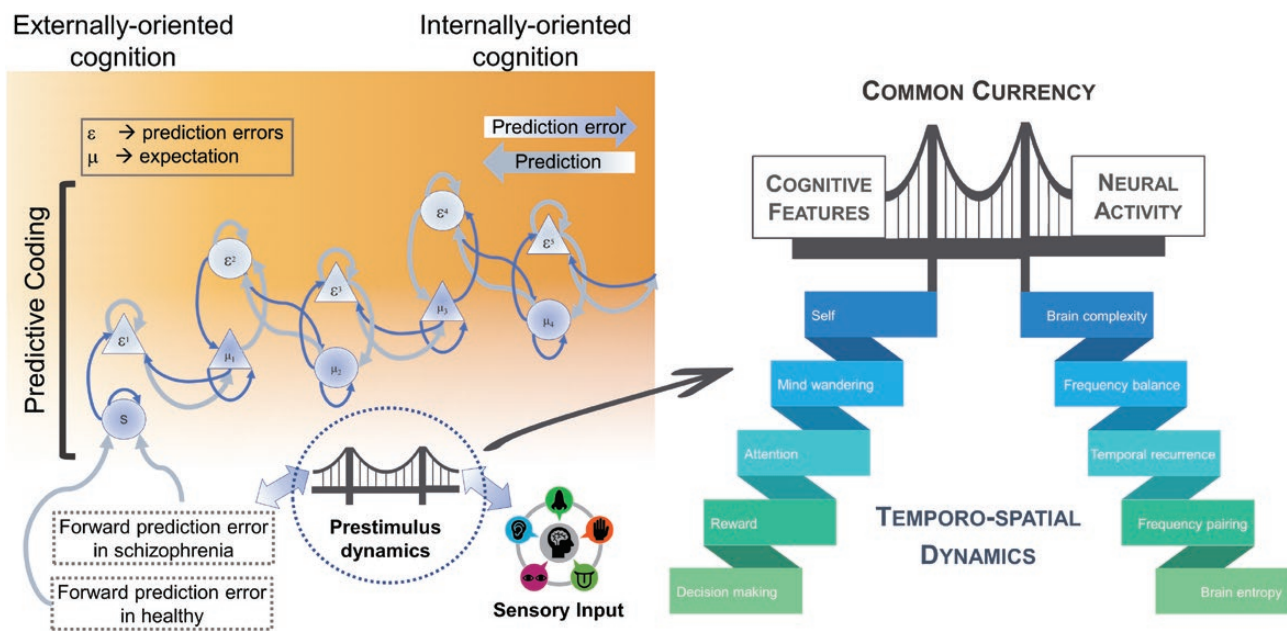 Externally-oriented
cognition
Internally-oriented
cognition
ε → prediction errors
μ → expectation
Prediction error
Prediction
Predictive Coding
ε4
ε5
ε2
ε3
μ3
μ4
ε1
μ1
μ2
S
Forward prediction error
in schizophrenia
Forward prediction error
in healthy
Prestimulus
dynamics
Sensory Input
COMMON CURRENCY
COGNITIVE
FEATURES
NEURAL
ACTIVITY
Self
Brain complexity
Mind wandering
Frequency balance
Attention
Temporal recurrence
Reward
Frequency pairing
TEMPORO-SPATIAL
DYNAMICS
Decision making
Brain entropy